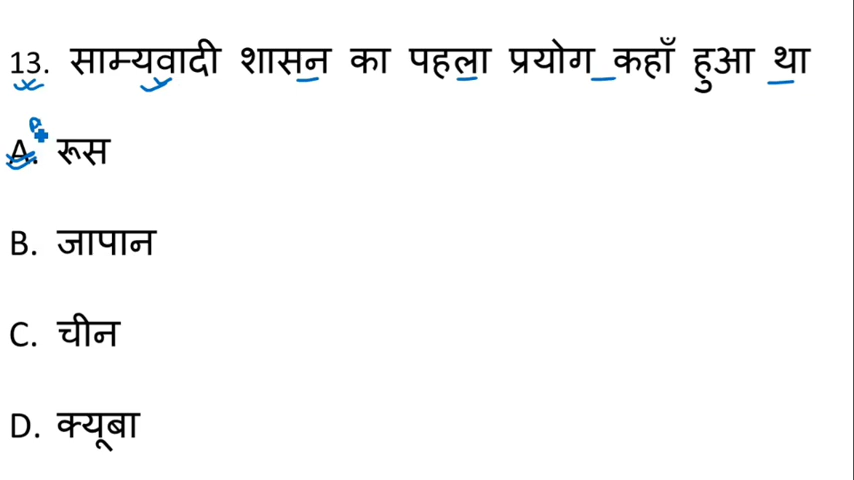 13. साम्यवादी शासन का पहला प्रयोग कहाँ हुआ था
A. रूस
B. जापान
C. चीन
D. क्यूबा